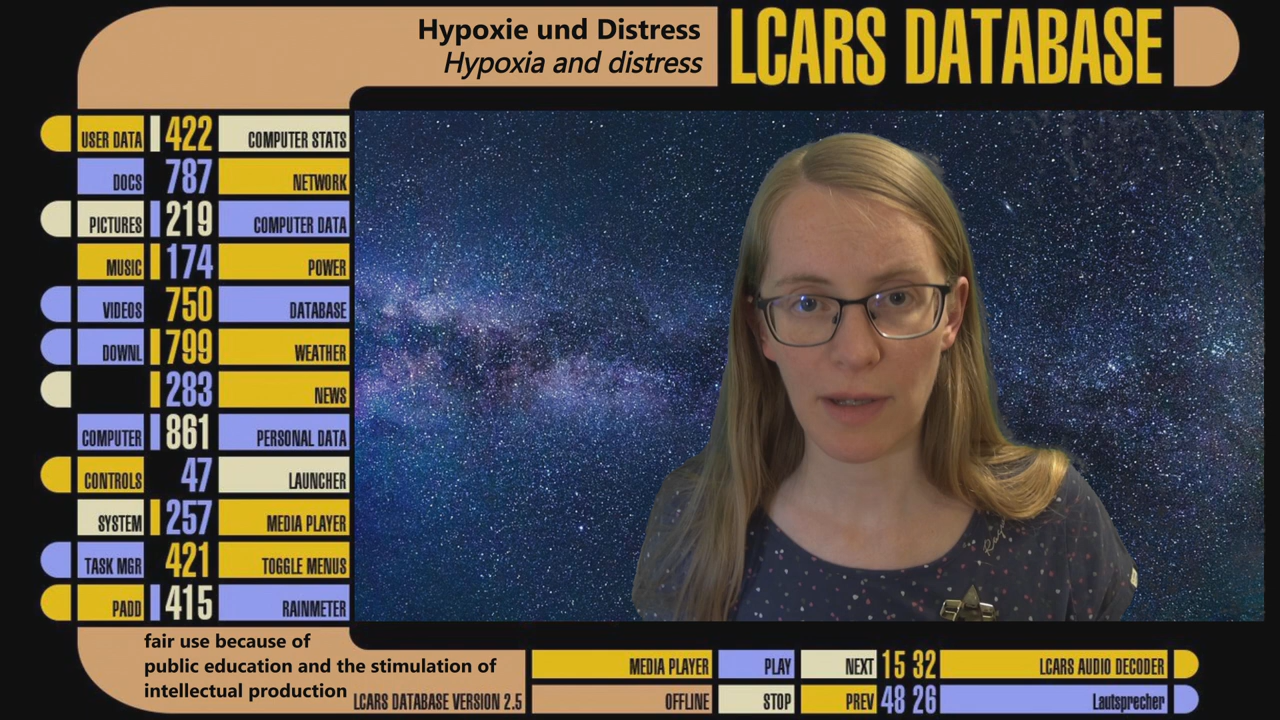 Hypoxie und Distress
Hypoxia and distress
LCARS DATABASE
USER DATA 422 COMPUTER STATS
DOCS 787 NETWORK
PICTURES 219 COMPUTER DATA
MUSIC 174 POWER
VIDEOS 750 DATABASE
DOWNL 799 WEATHER
283 NEWS
COMPUTER 861 PERSONAL DATA
CONTROLS 47 LAUNCHER
SYSTEM 257 MEDIA PLAYER
TASK MGR 421 TOGGLE MENUS
PADD 415 RAINMETER
fair use because of
public education and the stimulation of
intellectual production
LCARS DATABASE VERSION 2.5
MEDIA PLAYER PLAY NEXT 15 32 LCARS AUDIO DECODER
OFFLINE STOP PREV 48 26 Lautsprecher